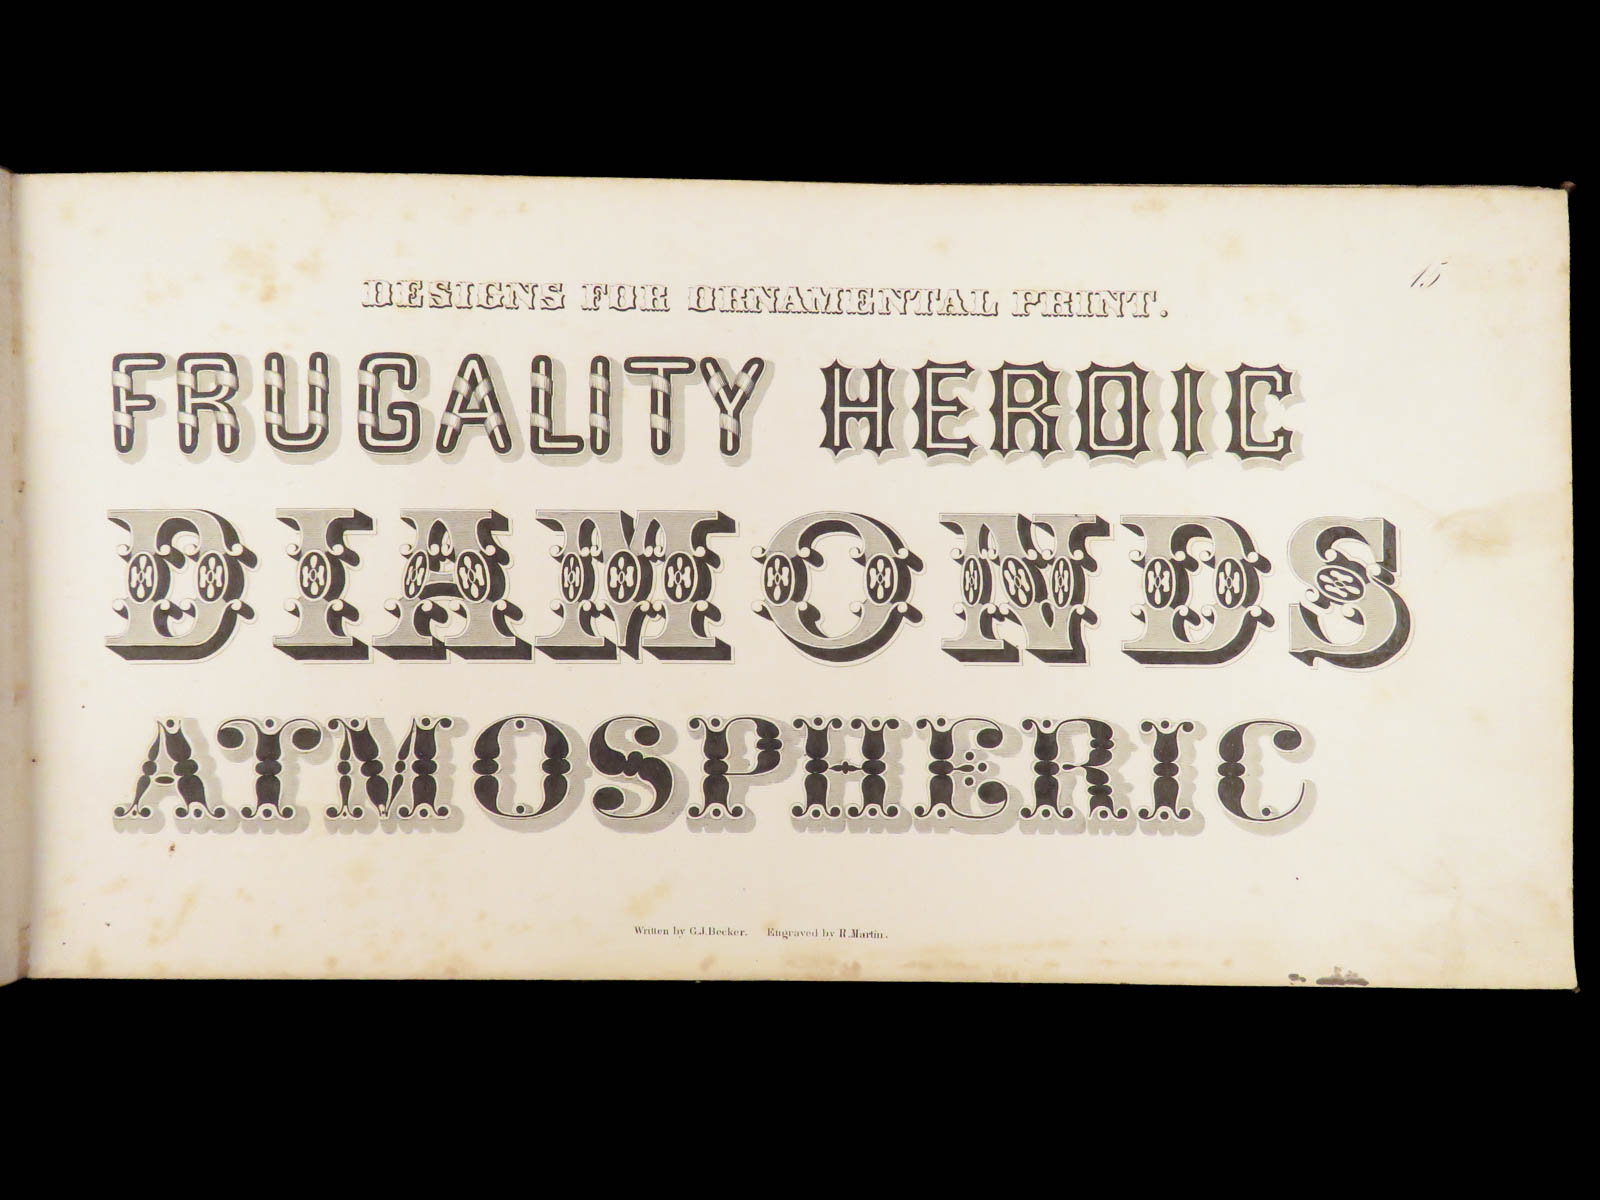 15
DESIGNS FOR ORNAMENTAL PRINT.
FRUGALITY HEROIC
DIAMONDS
ATMOSPHERIC
Written by G.J.Becker. Engraved by R.Martin.